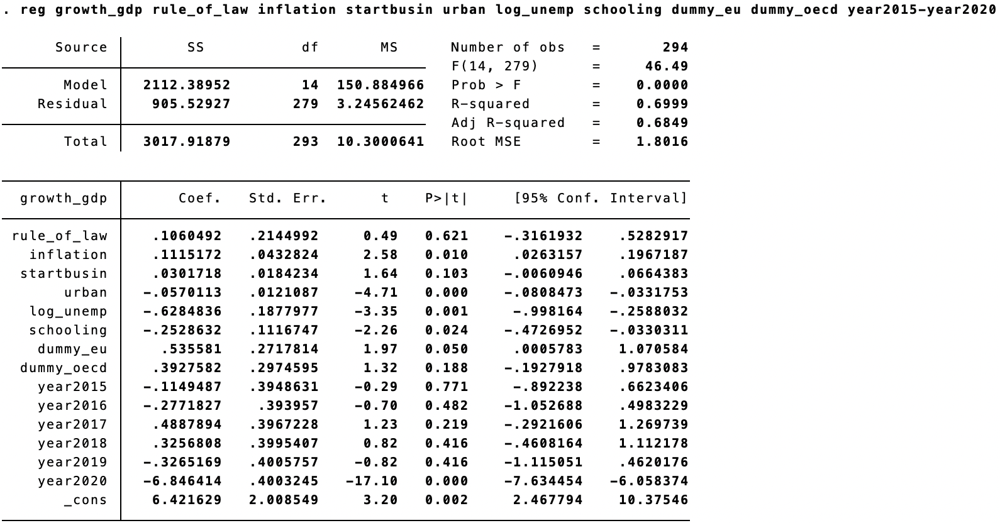 . reg growth_gdp rule_of_law inflation startbusin urban log_unemp schooling dummy_eu dummy_oecd year2015-year2020
Source SS df MS Number of obs = 294
F(14, 279) = 46.49
Model 2112.38952 14 150.884966 Prob > F = 0.0000
Residual 905.52927 279 3.24562462 R-squared = 0.6999
Adj R-squared = 0.6849
Total 3017.91879 293 10.3000641 Root MSE = 1.8016
growth_gdp Coef. Std. Err. t P>|t| [95% Conf. Interval]
rule_of_law .1060492 .2144992 0.49 0.621 -.3161932 .5282917
inflation .1115172 .0432824 2.58 0.010 .0263157 .1967187
startbusin .0301718 .0184234 1.64 0.103 -.0060946 .0664383
urban -.0570113 .0121087 -4.71 0.000 -.0808473 -.0331753
log_unemp -.6284836 .1877977 -3.35 0.001 -.998164 -.2588032
schooling -.2528632 .1116747 -2.26 0.024 -.4726952 -.0330311
dummy_eu .535581 .2717814 1.97 0.050 .0005783 1.070584
dummy_oecd .3927582 .2974595 1.32 0.188 -.1927918 .9783083
year2015 -.1149487 .3948631 -0.29 0.771 -.892238 .6623406
year2016 -.2771827 .393957 -0.70 0.482 -1.052688 .4983229
year2017 .4887894 .3967228 1.23 0.219 -.2921606 1.269739
year2018 .3256808 .3995407 0.82 0.416 -.4608164 1.112178
year2019 -.3265169 .4005757 -0.82 0.416 -1.115051 .4620176
year2020 -6.846414 .4003245 -17.10 0.000 -7.634454 -6.058374
_cons 6.421629 2.008549 3.20 0.002 2.467794 10.37546